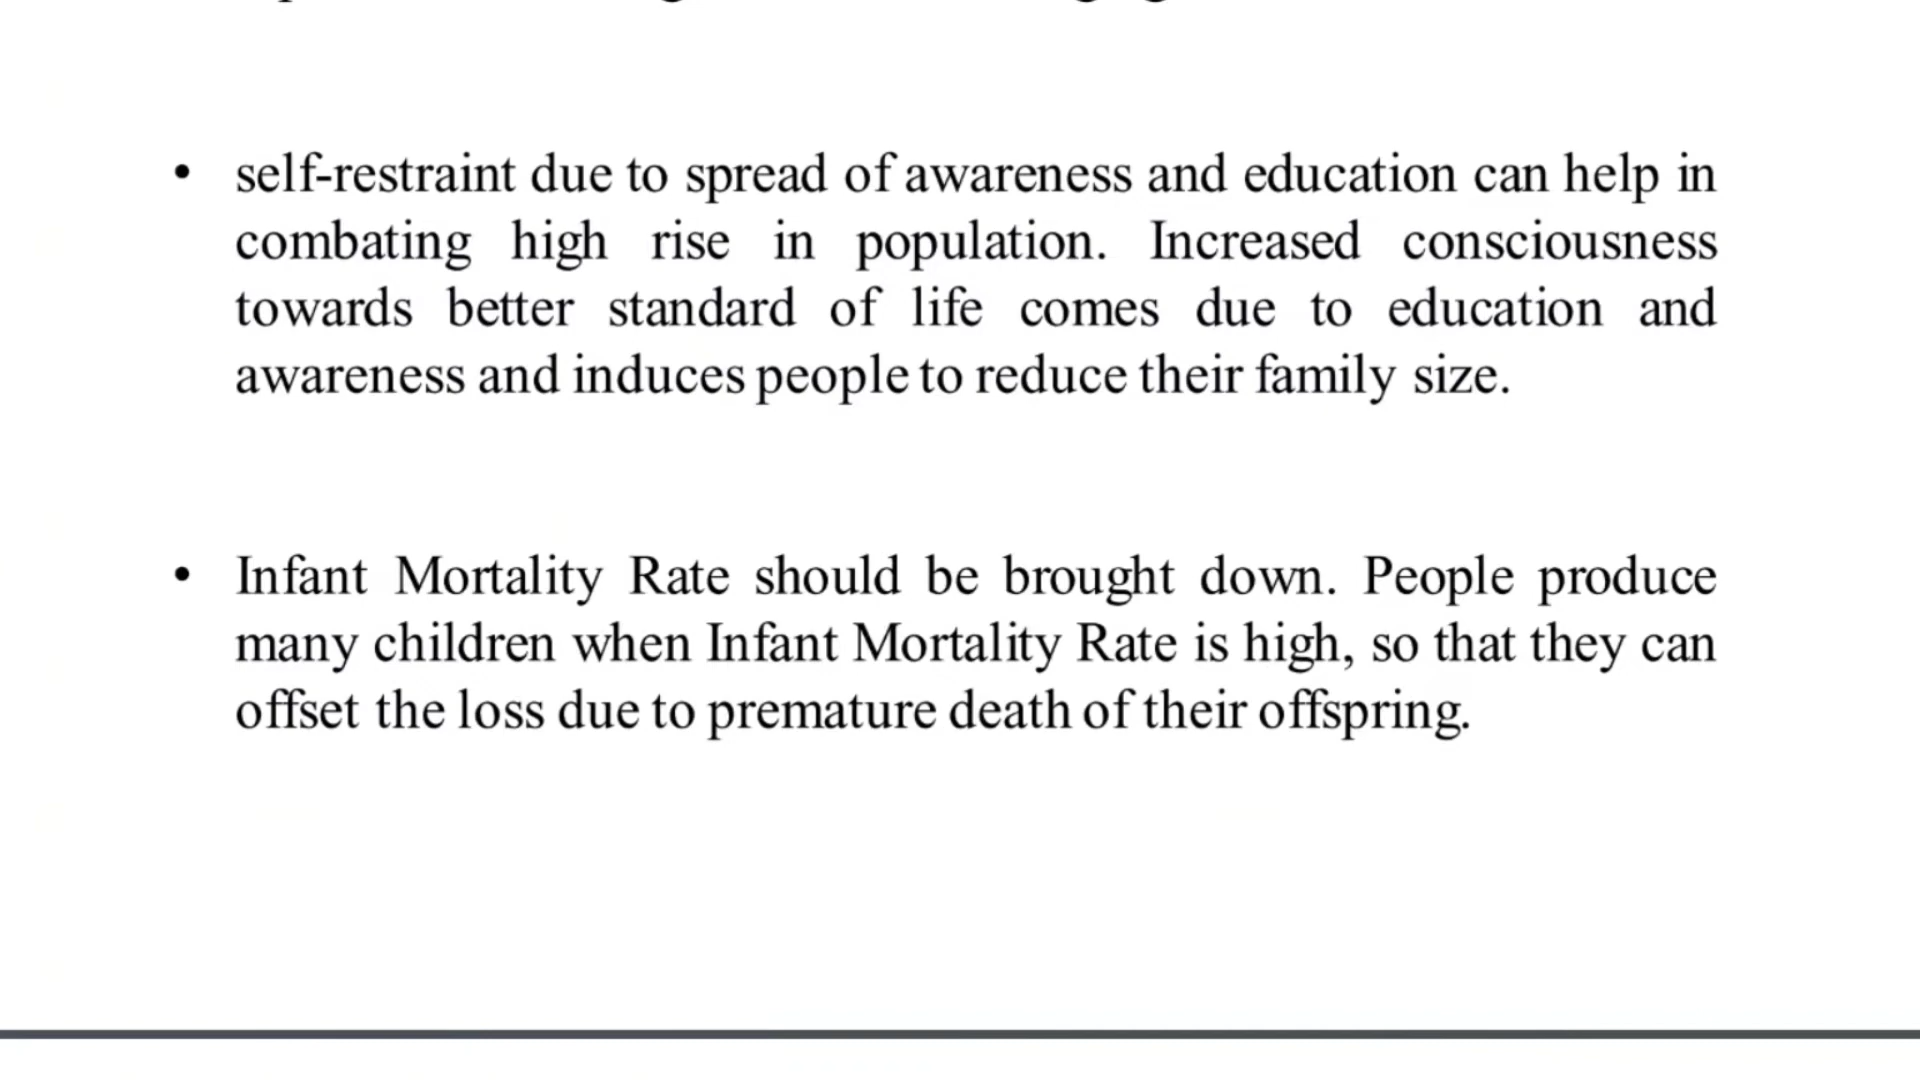 • self-restraint due to spread of awareness and education can help in
combating high rise in population. Increased consciousness
towards better standard of life comes due to education and
awareness and induces people to reduce their family size.
• Infant Mortality Rate should be brought down. People produce
many children when Infant Mortality Rate is high, so that they can
offset the loss due to premature death of their offspring.